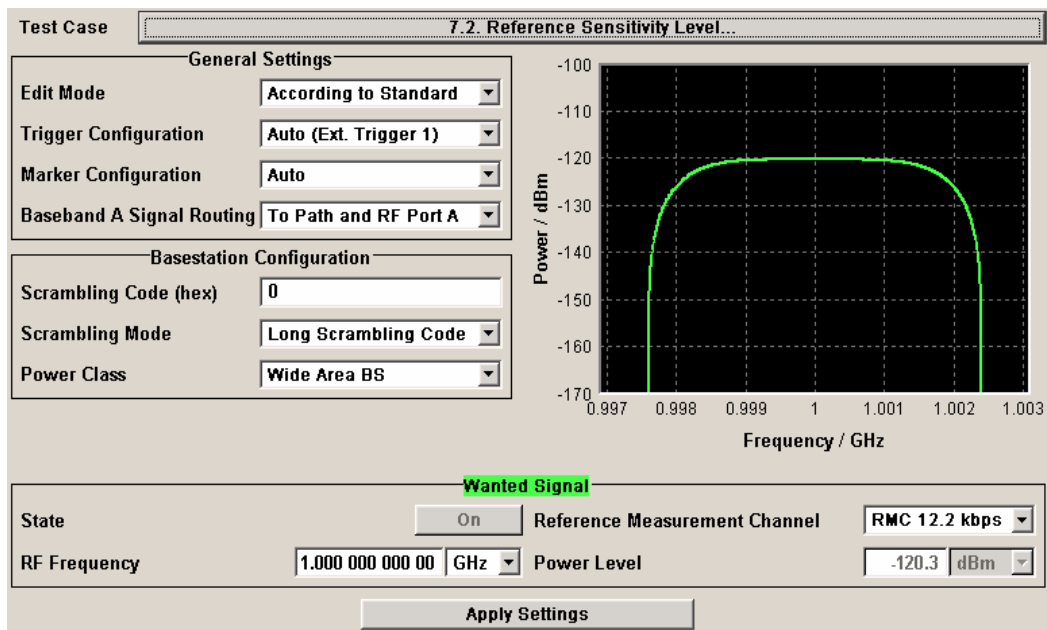 Test Case
7.2. Reference Sensitivity Level...
General Settings
Edit Mode
According to Standard
Trigger Configuration
Auto (Ext. Trigger 1)
Marker Configuration
Auto
Baseband A Signal Routing
To Path and RF Port A
Basestation Configuration
Scrambling Code (hex)
0
Scrambling Mode
Long Scrambling Code
Power Class
Wide Area BS
Power / dBm
-100
-110
-120
-130
-140
-150
-160
-170
0.997 0.998 0.999 1 1.001 1.002 1.003
Frequency / GHz
Wanted Signal
State
On
Reference Measurement Channel
RMC 12.2 kbps
RF Frequency
1.000 000 000 00 GHz
Power Level
-120.3 dBm
Apply Settings